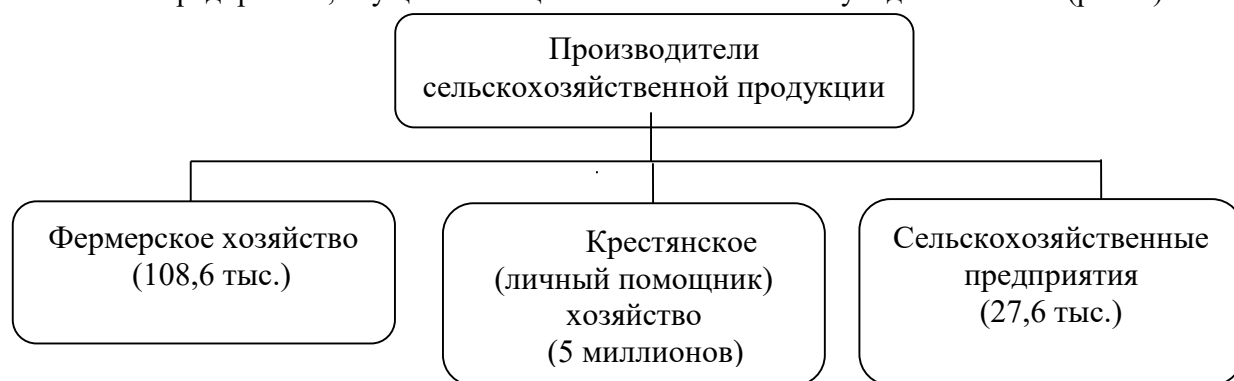 Производители
сельскохозяйственной продукции
Фермерское хозяйство
(108,6 тыс.)
Крестянское
(личный помощник)
хозяйство
(5 миллионов)
Сельскохозяйственные
предприятия
(27,6 тыс.)